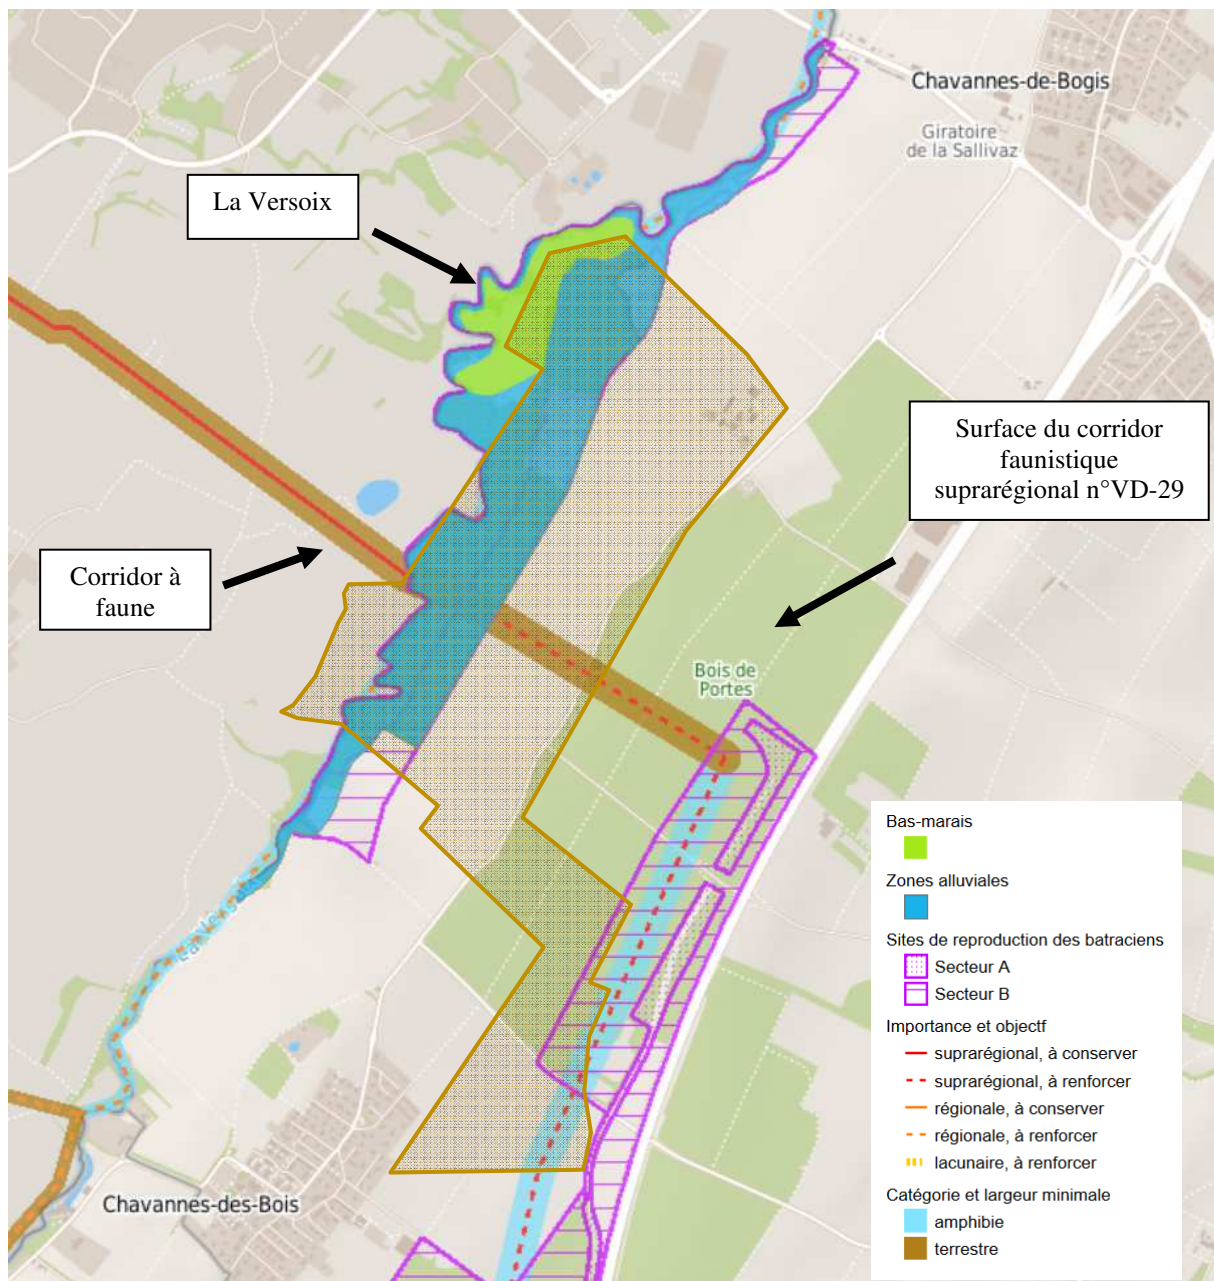 Chavannes-de-Bogis
Giratoire
de la Sallivaz
La Versoix
Surface du corridor
faunistique
suprarégional n°VD-29
Corridor à
faune
Bois de
Portes
Chavannes-des-Bois
Bas-marais
Zones alluviales
Sites de reproduction des batraciens
Secteur A
Secteur B
Importance et objectf
suprarégional, à conserver
suprarégional, à renforcer
régionale, à conserver
régionale, à renforcer
lacunaire, à renforcer
Catégorie et largeur minimale
amphibie
terrestre